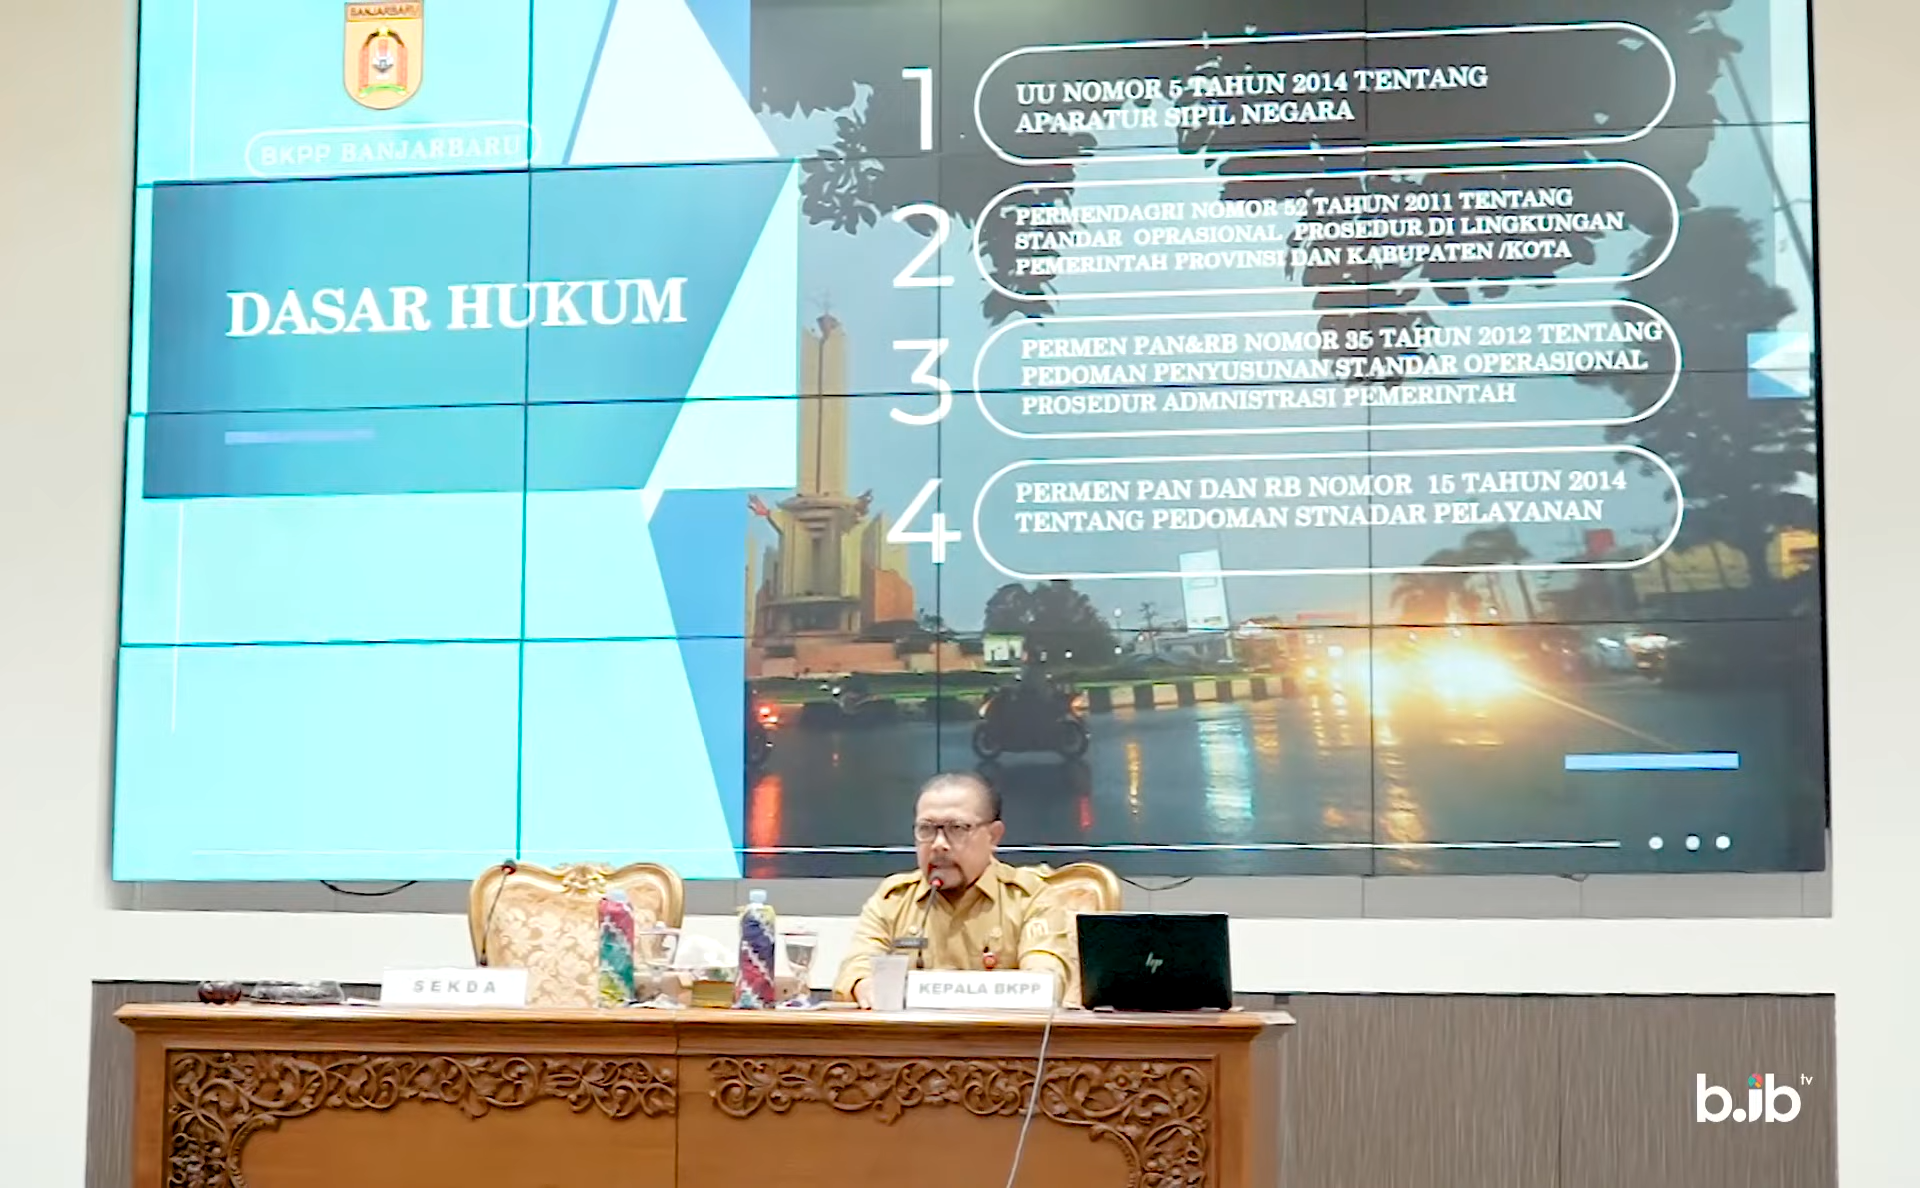 BANJARBARU
BKPP BANJARBARU
DASAR HUKUM
1
UU NOMOR 5 TAHUN 2014 TENTANG
APARATUR SIPIL NEGARA
2
PERMENDAGRI NOMOR 52 TAHUN 2011 TENTANG
STANDAR OPRASIONAL PROSEDUR DI LINGKUNGAN
PEMERINTAH PROVINSI DAN KABUPATEN /KOTA
3
PERMEN PAN&RB NOMOR 35 TAHUN 2012 TENTANG
PEDOMAN PENYUSUNAN STANDAR OPERASIONAL
PROSEDUR ADMNISTRASI PEMERINTAH
4
PERMEN PAN DAN RB NOMOR 15 TAHUN 2014
TENTANG PEDOMAN STNADAR PELAYANAN
SEKDA
KEPALA BKPP
hp
b.jb tv